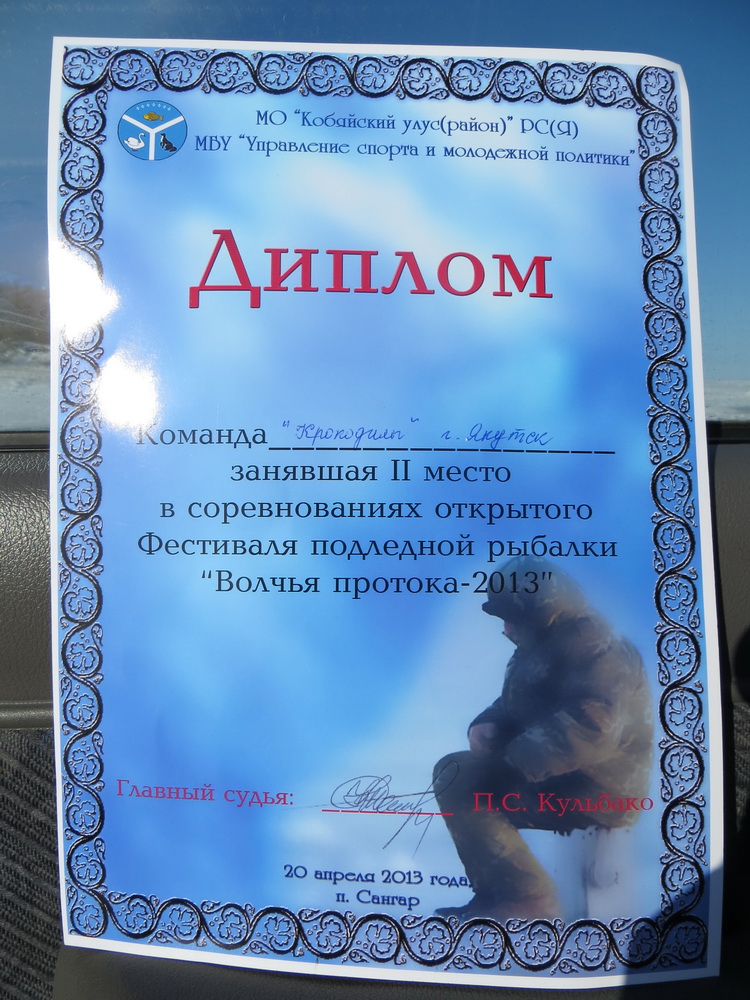 МО "Кобяйский улус(район)" РС(Я)
МБУ "Управление спорта и молодежной политики"
Диплом
Команда "Крокодилы" г. Якутск
занявшая II место
в соревнованиях открытого
Фестиваля подледной рыбалки
"Волчья протока-2013"
Главный судья: П.С. Кульбако
20 апреля 2013 года,
п. Сангар